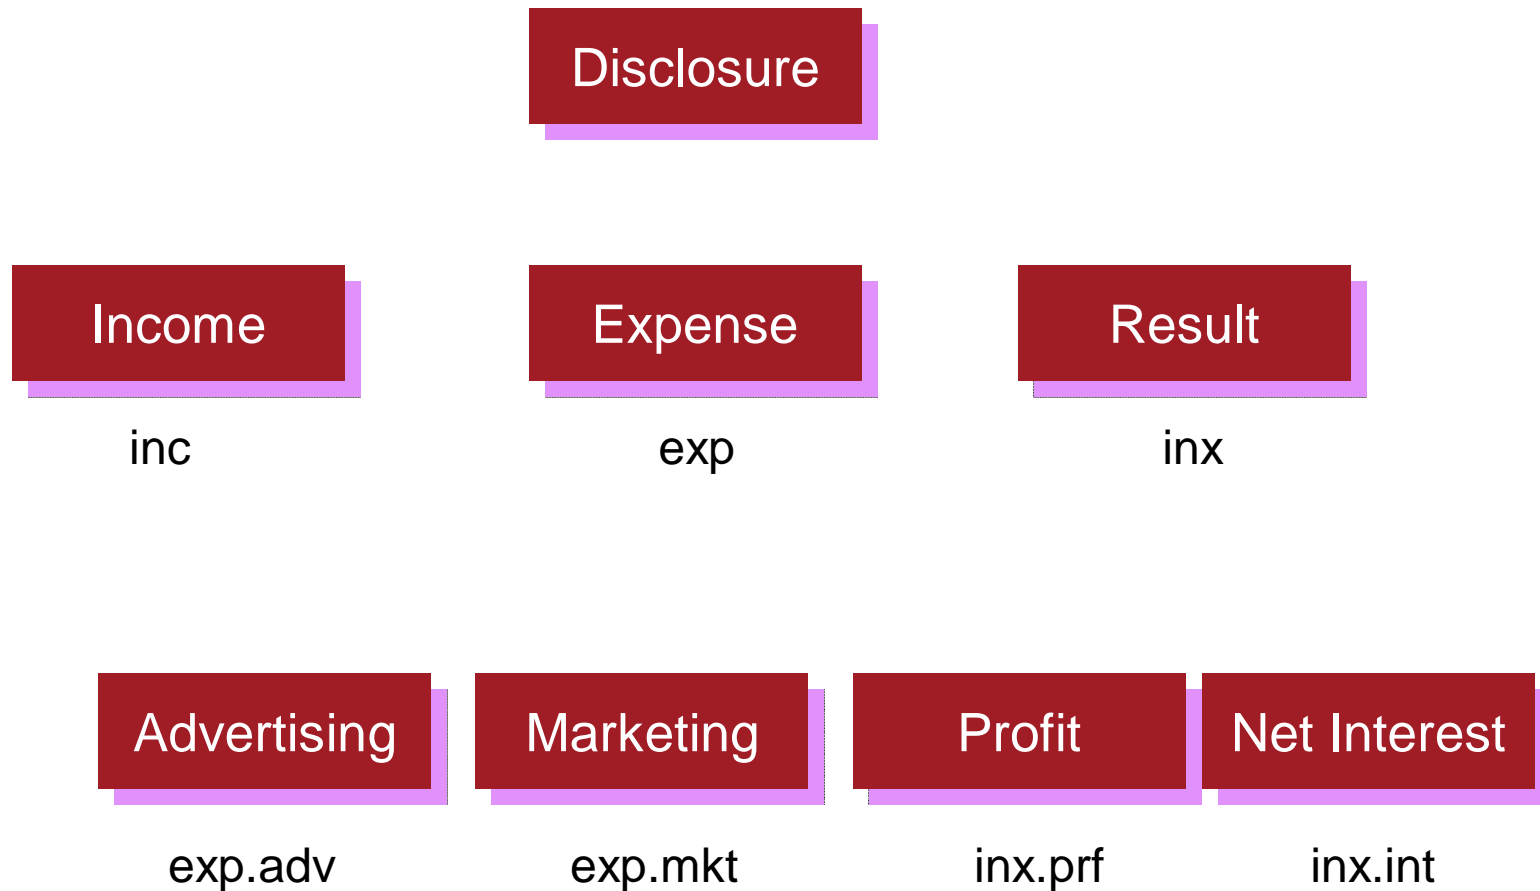 Disclosure
Income
Expense
Result
inc
exp
inx
Advertising
Marketing
Profit
Net Interest
exp.adv
exp.mkt
inx.prf
inx.int